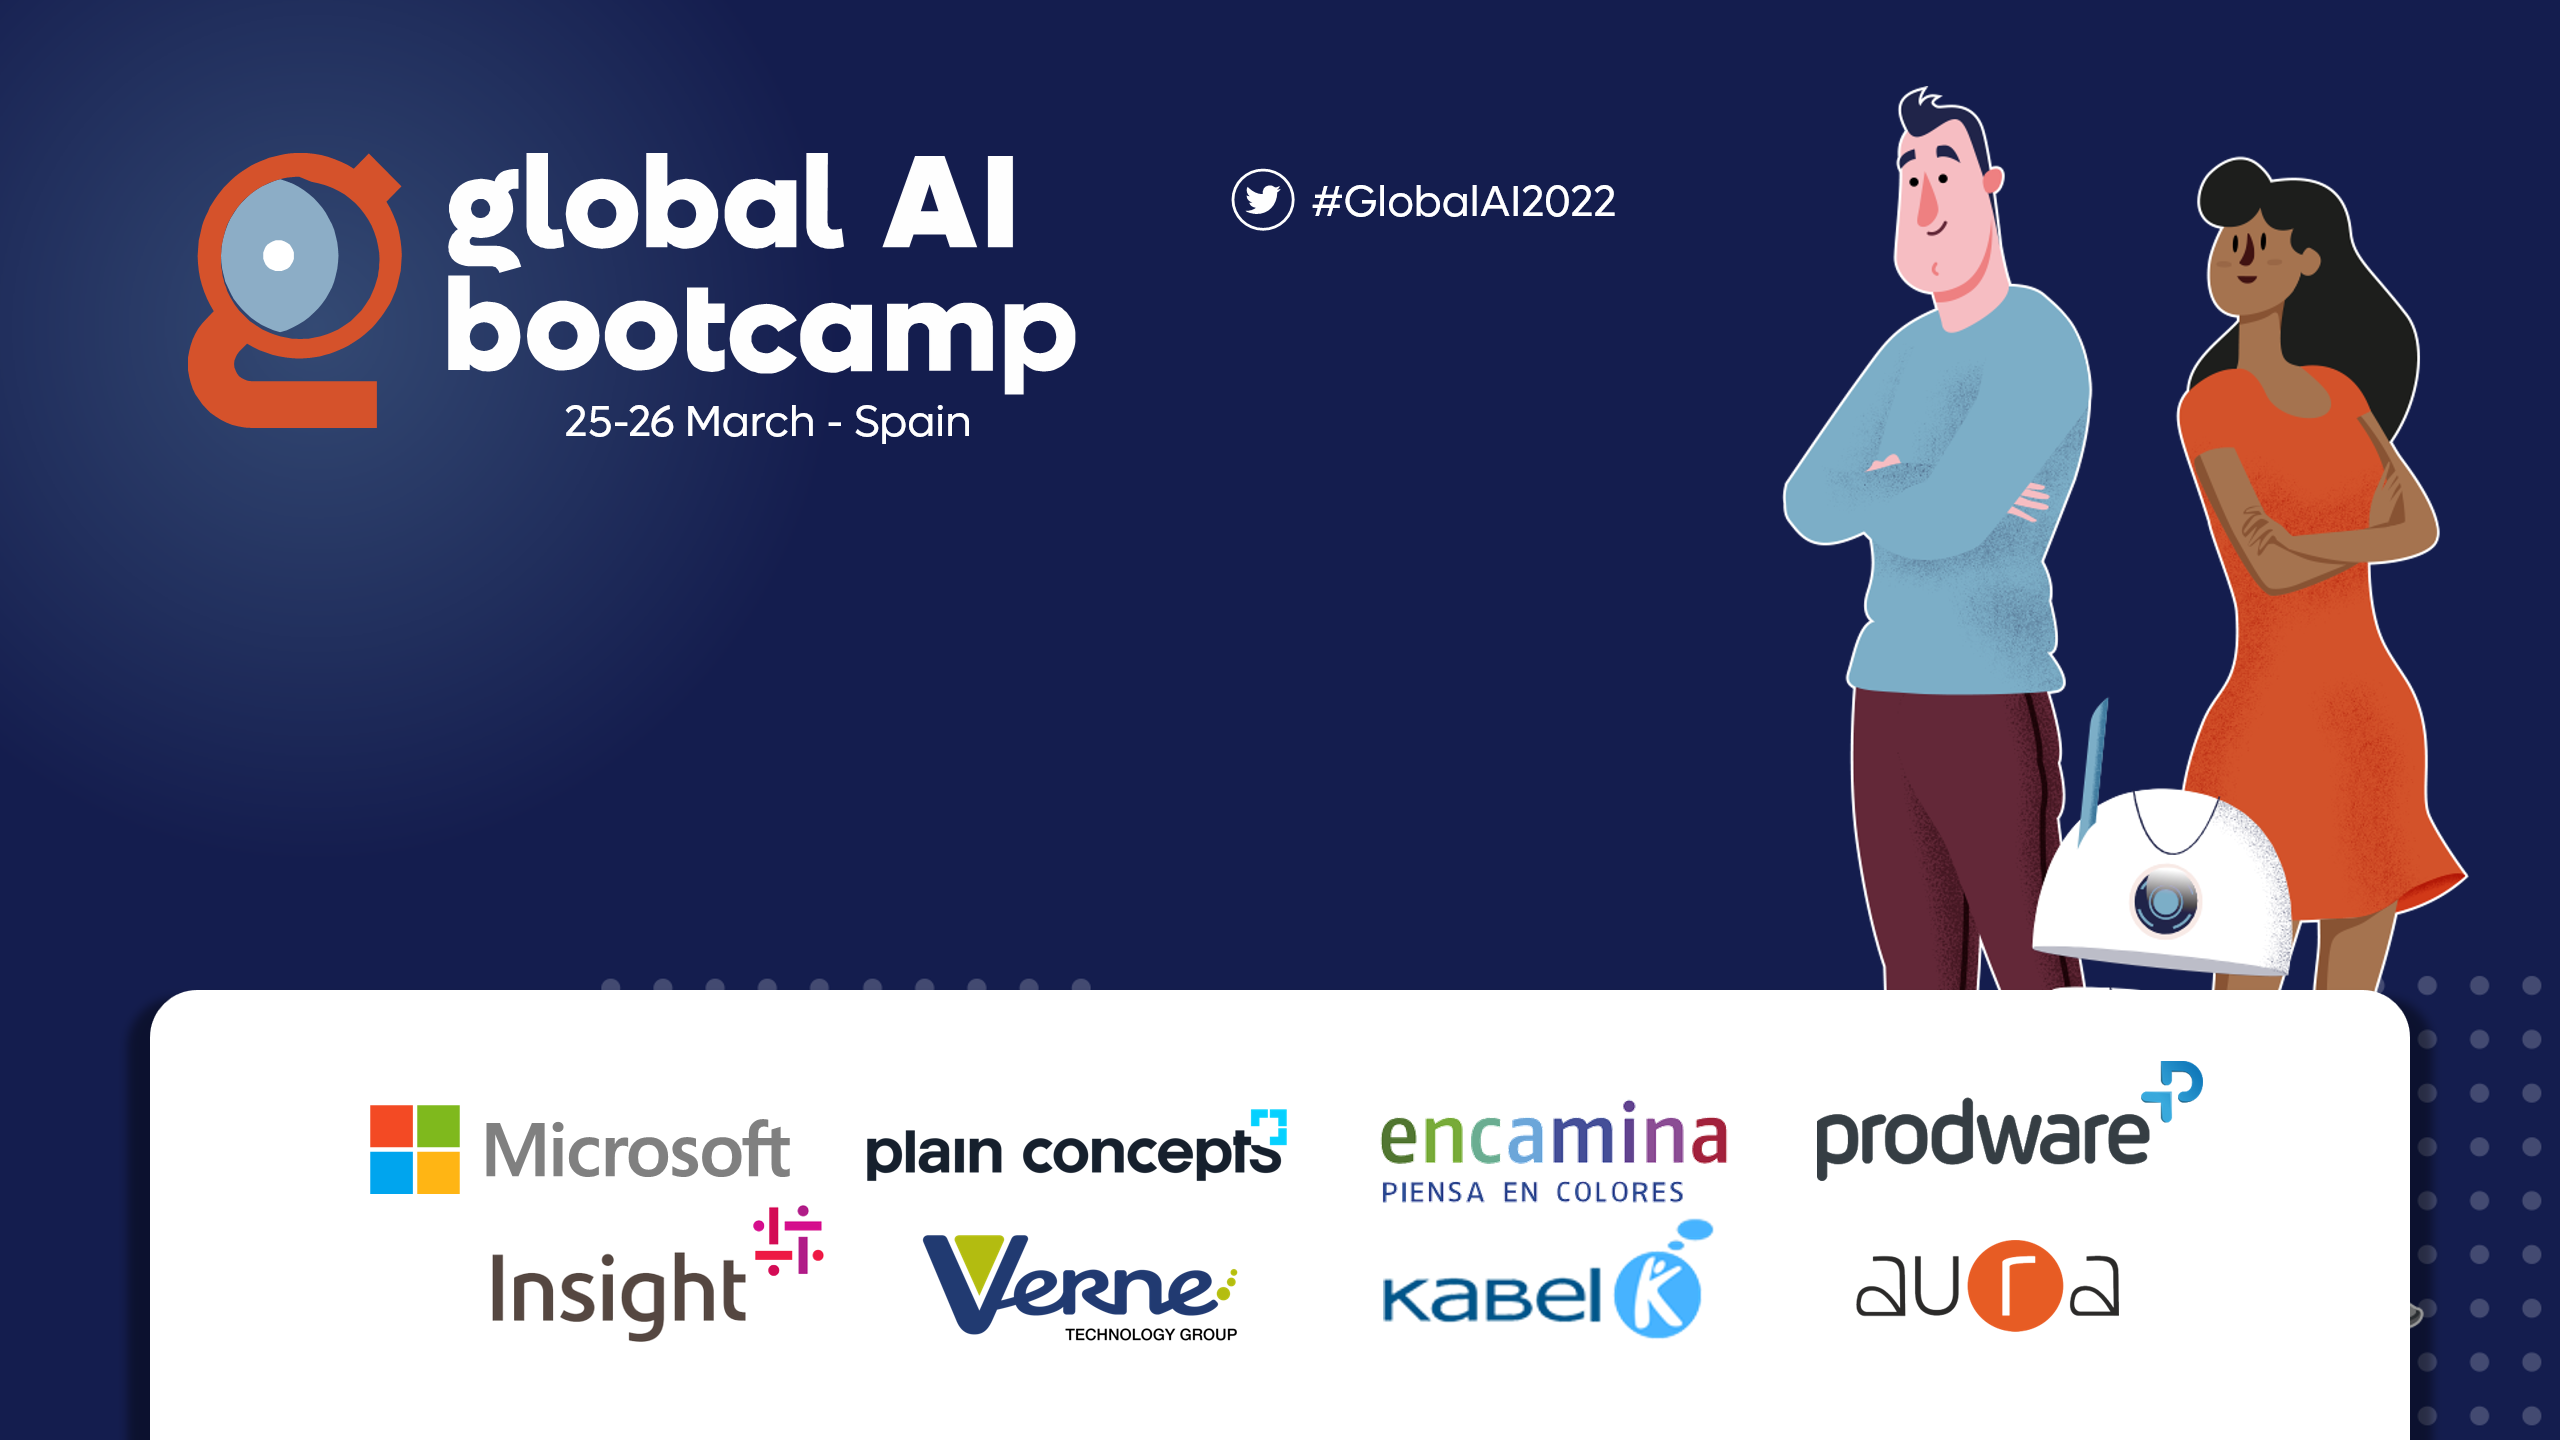 global AI
bootcamp
25-26 March - Spain
#GlobalAI2022
Microsoft
plain concepts
encamina
PIENSA EN COLORES
prodware
Insight
Verne
TECHNOLOGY GROUP
KABEL
aura